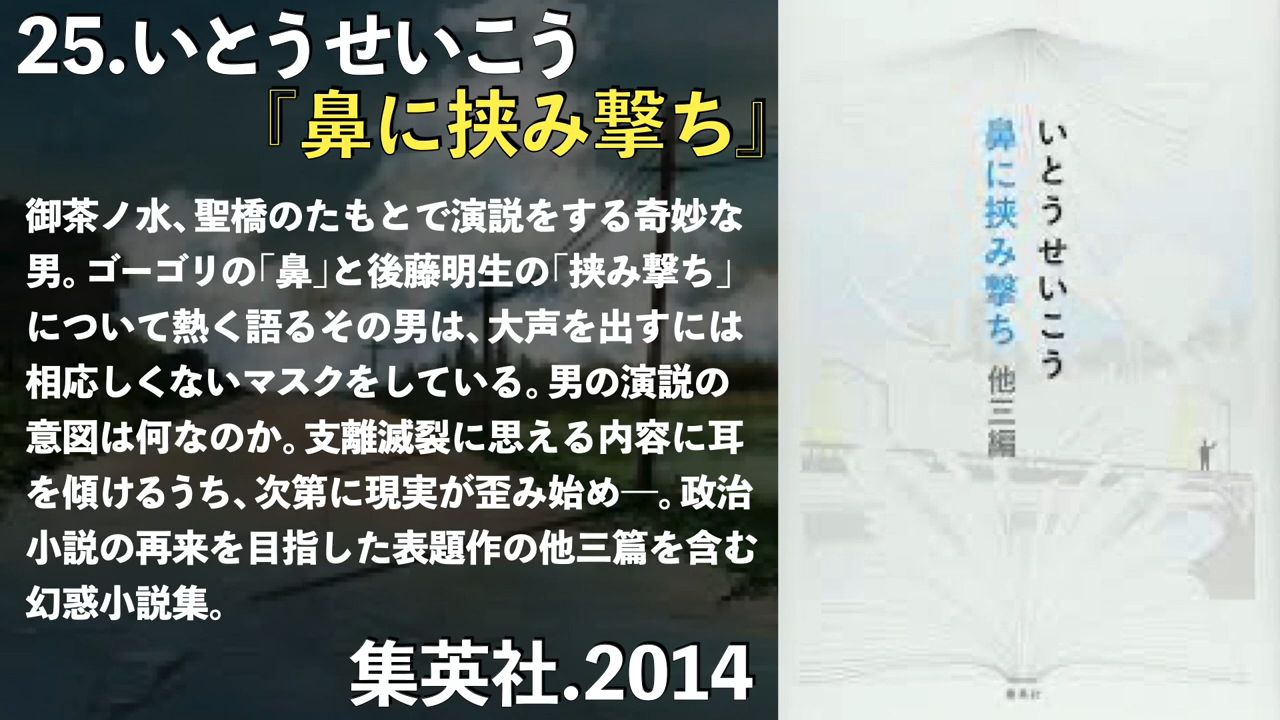 25.いとうせいこう
『鼻に挟み撃ち』
御茶ノ水、聖橋のたもとで演説をする奇妙な
男。ゴーゴリの「鼻」と後藤明生の「挟み撃ち」
について熱く語るその男は、大声を出すには
相応しくないマスクをしている。男の演説の
意図は何なのか。支離滅裂に思える内容に耳
を傾けるうち、次第に現実が歪み始め―。政治
小説の再来を目指した表題作の他三篇を含む
幻惑小説集。
集英社.2014
いとうせいこう
鼻に挟み撃ち 他三編
集英社